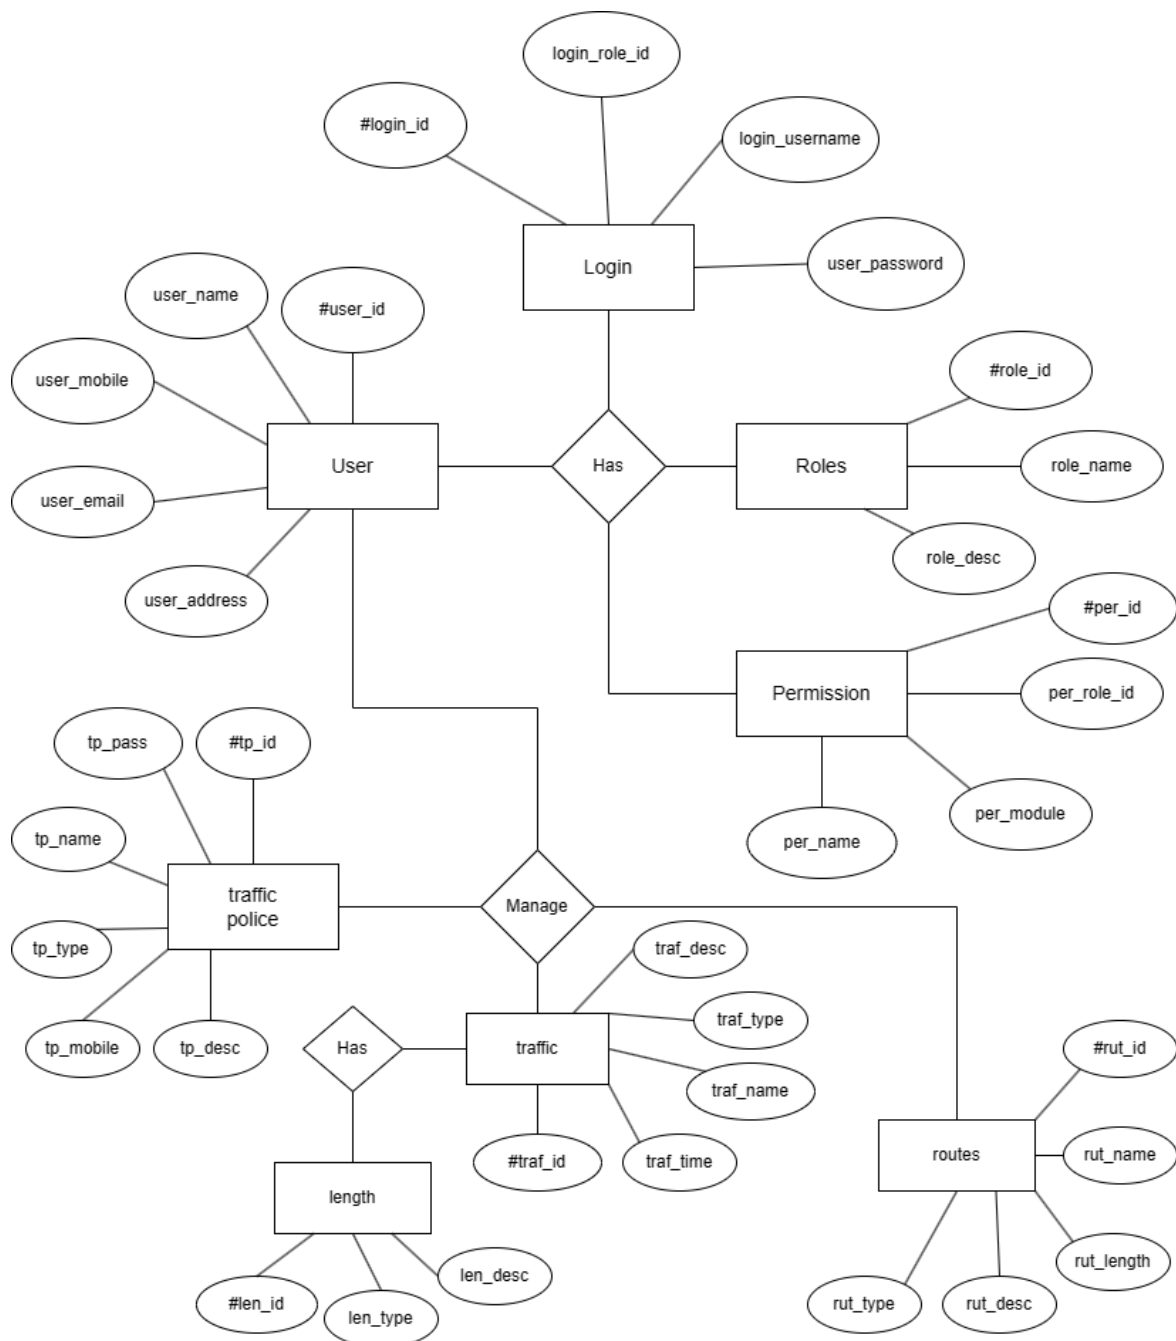 login_role_id
#login_id
login_username
Login
user_password
user_name
#user_id
user_mobile
#role_id
User
Has
Roles
role_name
user_email
role_desc
user_address
#per_id
Permission
per_role_id
tp_pass
#tp_id
per_module
tp_name
per_name
traffic
police
Manage
tp_type
traf_desc
traf_type
tp_mobile
tp_desc
Has
traffic
#rut_id
traf_name
#traf_id
traf_time
routes
rut_name
length
rut_length
len_desc
#len_id
len_type
rut_type
rut_desc